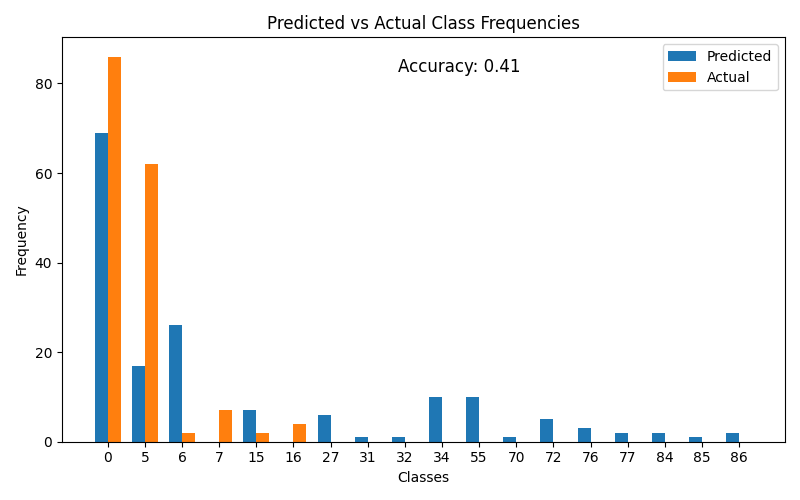 Predicted vs Actual Class Frequencies
Accuracy: 0.41
Predicted
Actual
80
60
40
20
0
Frequency
0 5 6 7 15 16 27 31 32 34 55 70 72 76 77 84 85 86
Classes